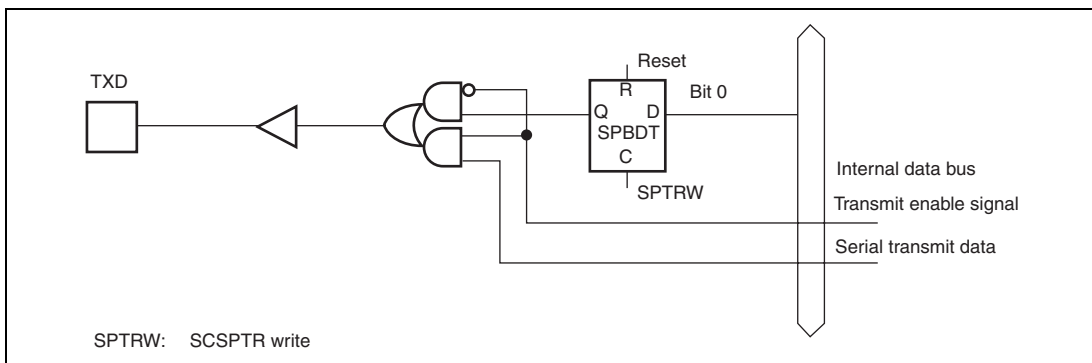 Reset
TXD
R
Bit 0
Q D
SPBDT
C
Internal data bus
SPTRW
Transmit enable signal
Serial transmit data
SPTRW: SCSPTR write